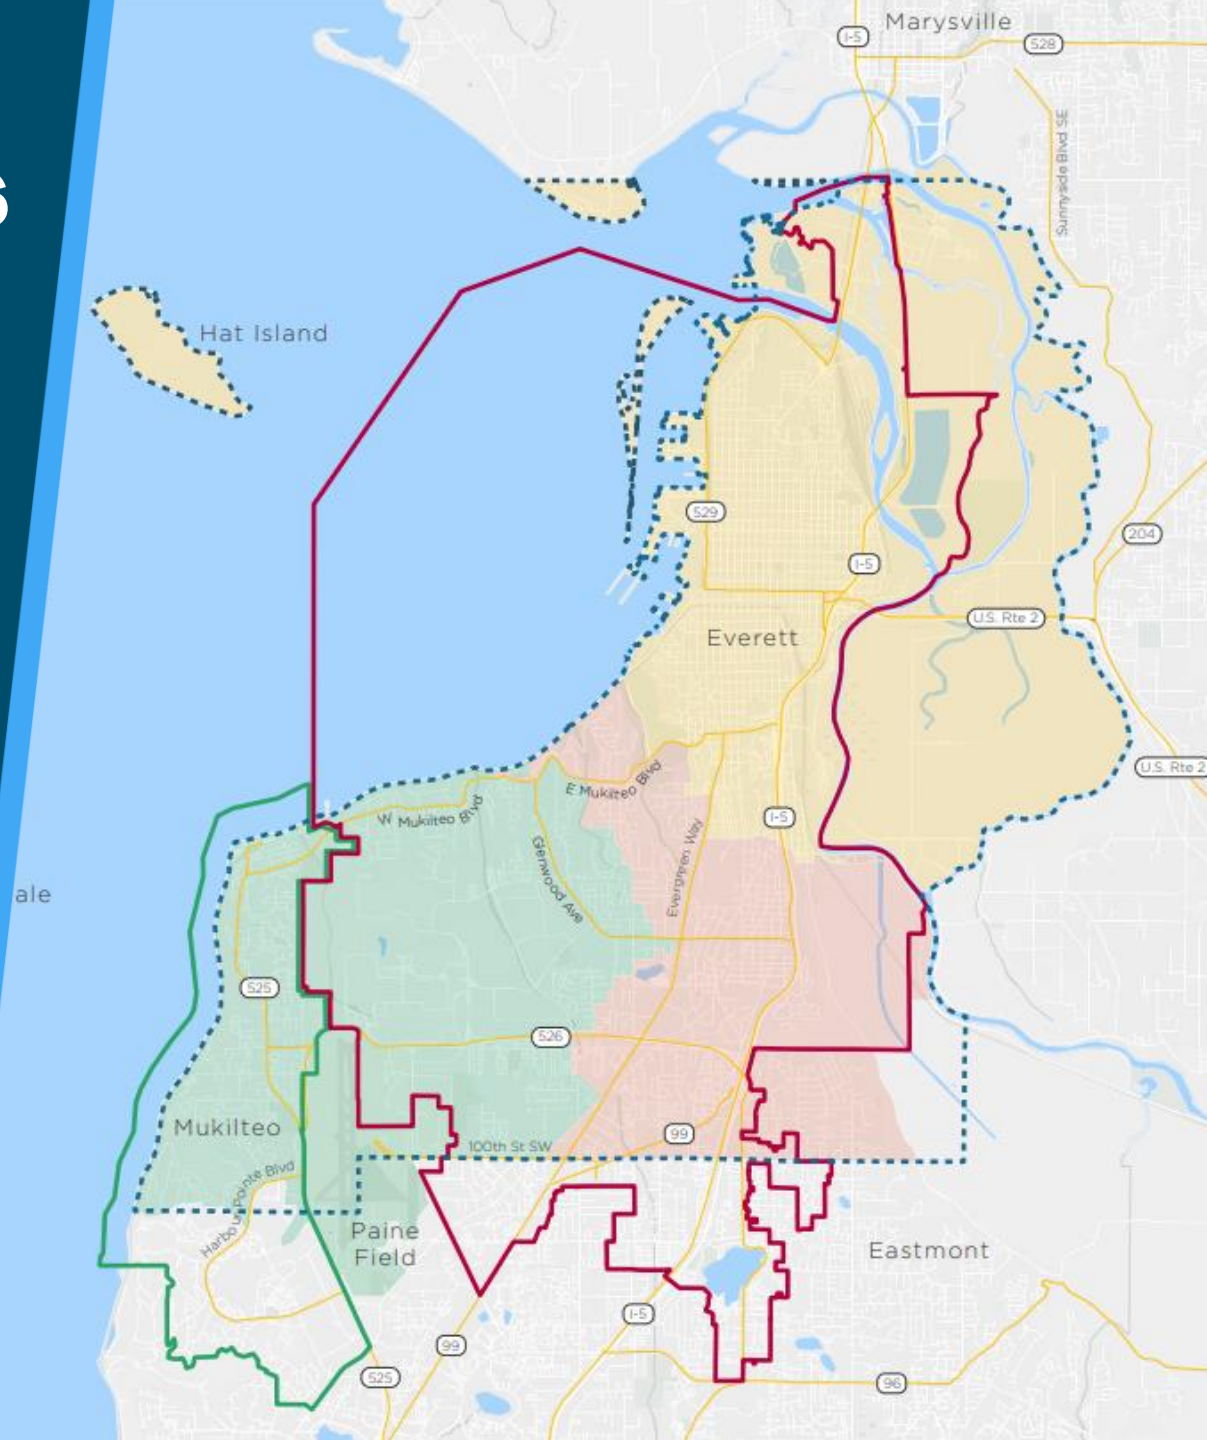 Marysville
I-5
528
Sunnyside Blvd SE
s
Hat Island
529
204
I-5
U.S. Rte 2
Everett
U.S. Rte 2
E Mukilteo Blvd
W Mukilteo Blvd
I-5
Glenwood Ave
Evergreen Way
ale
525
526
Mukilteo
99
100th St SW
Harbour Pointe Blvd
Paine
Field
Eastmont
I-5
99
525
96